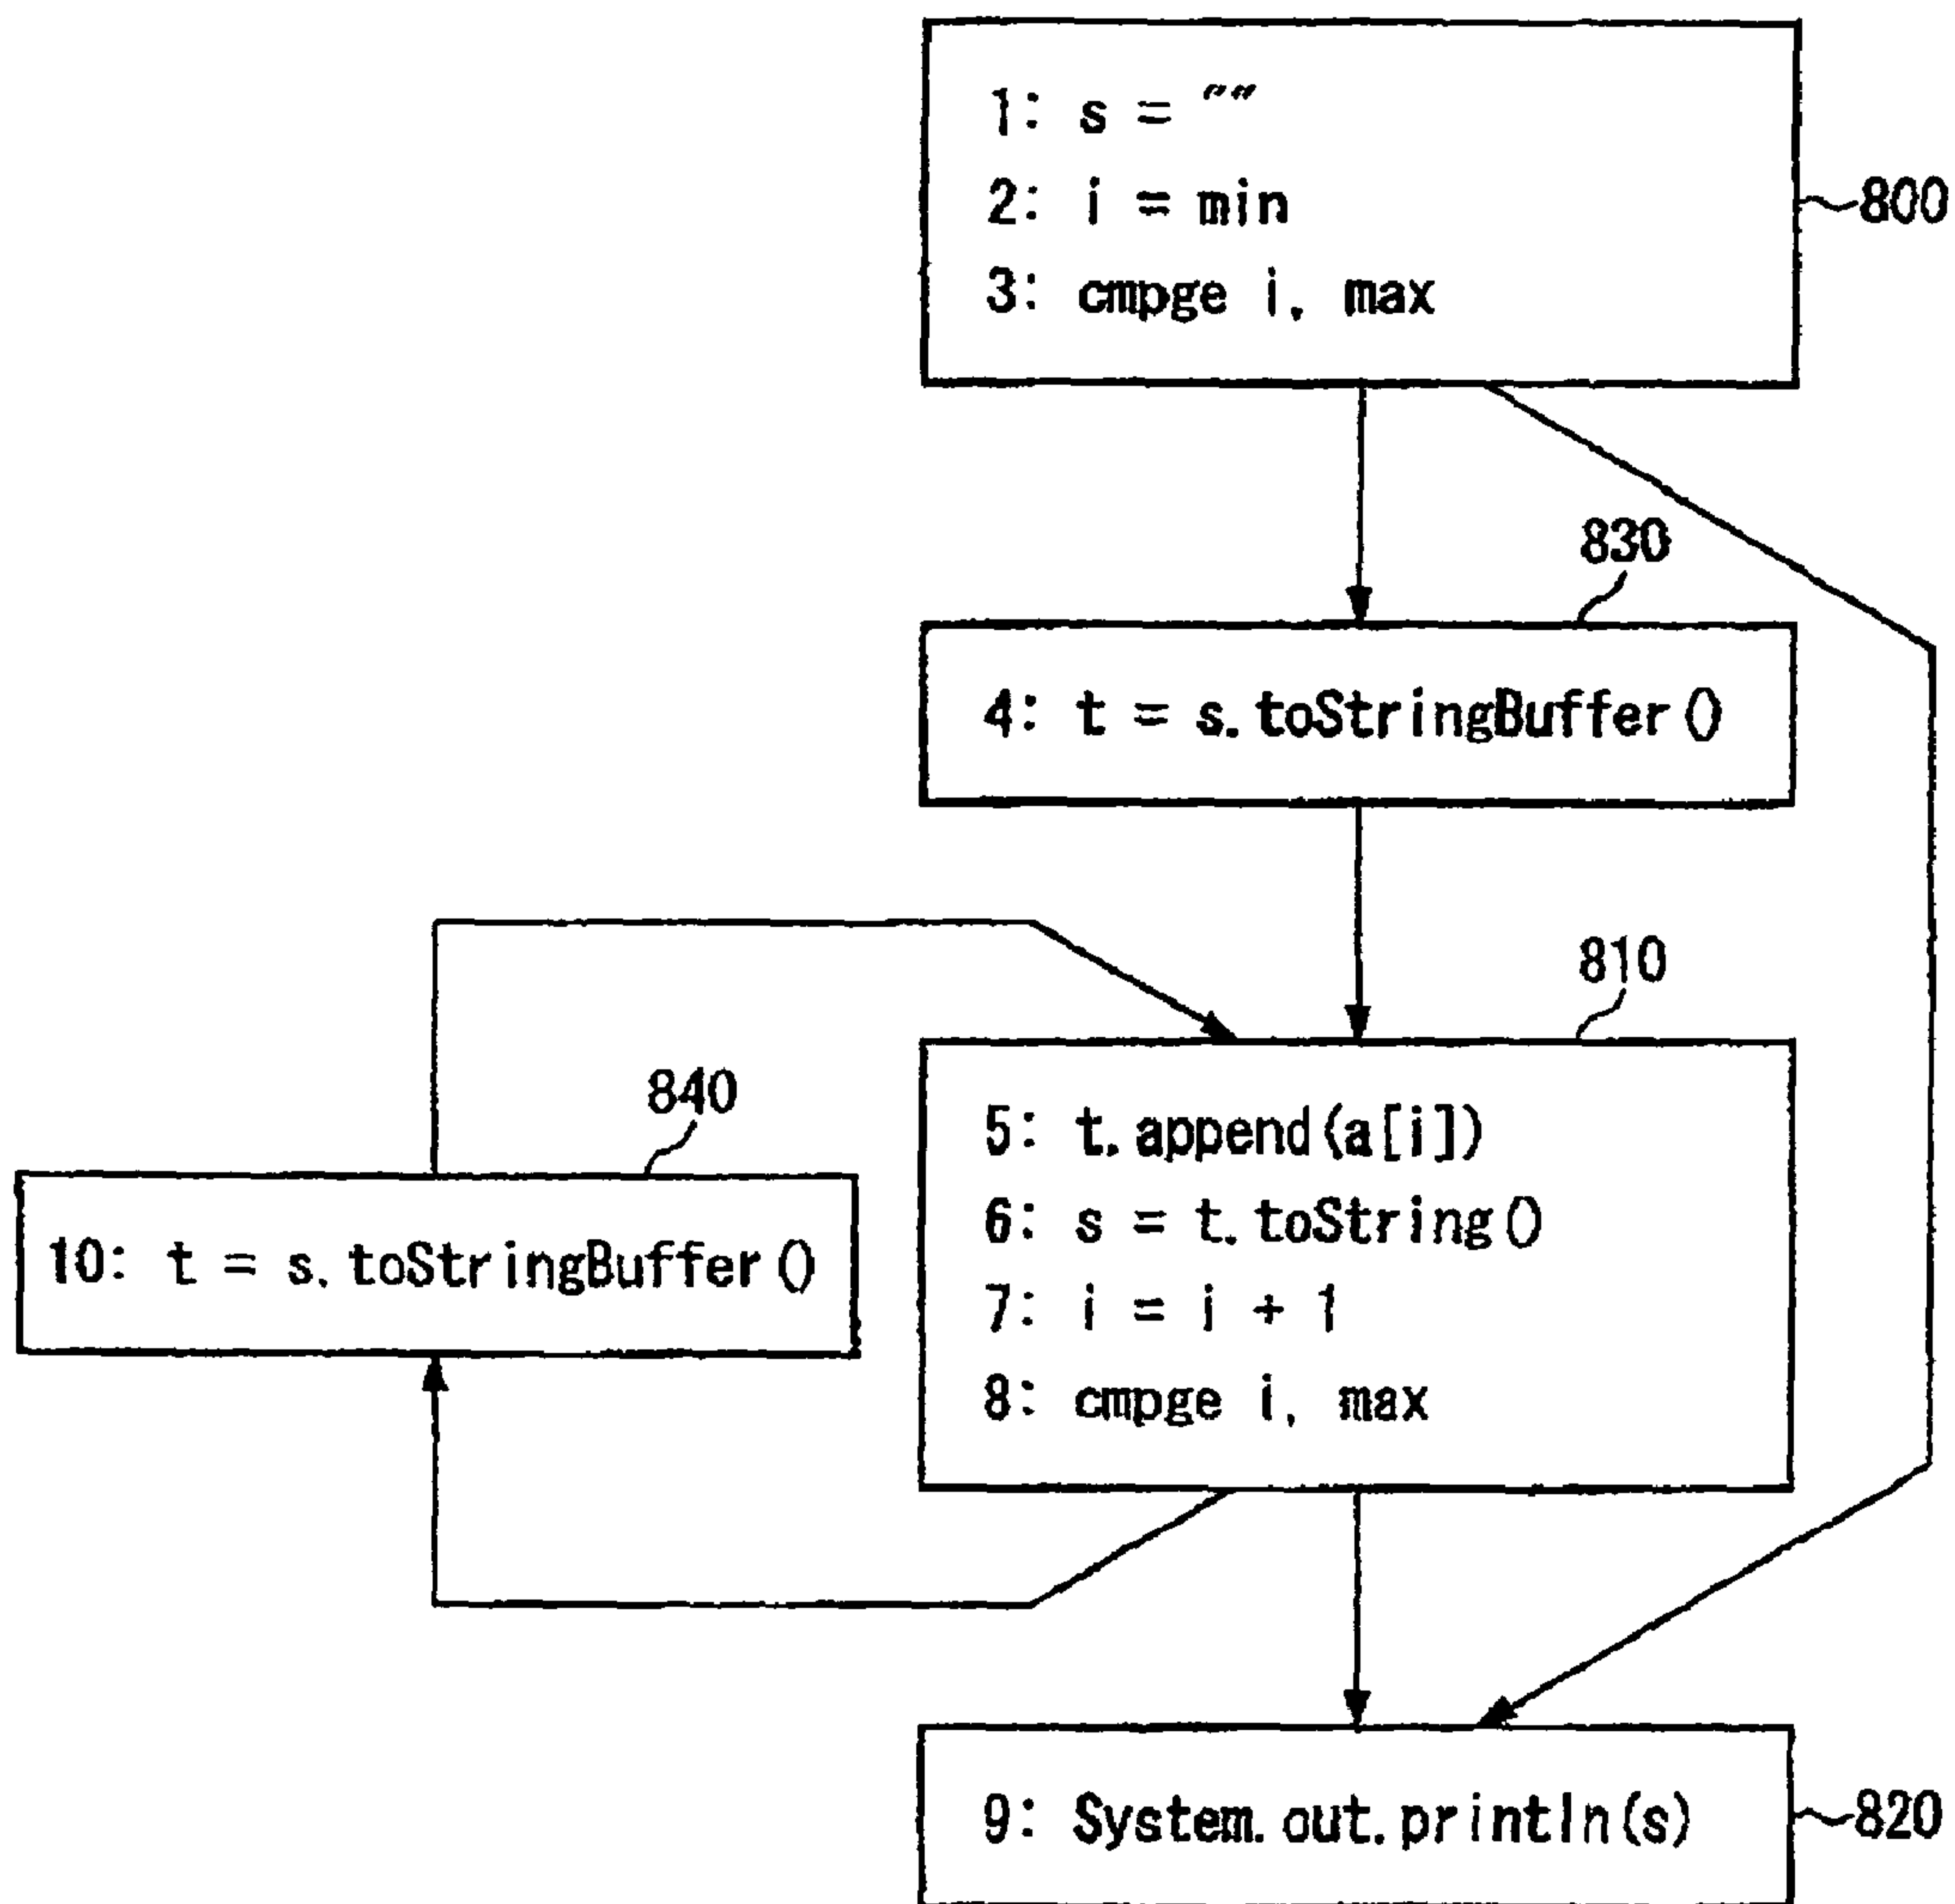 1: s = ""
2: i = min
3: cmpge i, max
800
830
4: t = s.toStringBuffer()
810
5: t.append(a[i])
6: s = t.toString()
7: i = i + 1
8: cmpge i, max
840
10: t = s.toStringBuffer()
9: System.out.println(s)
820